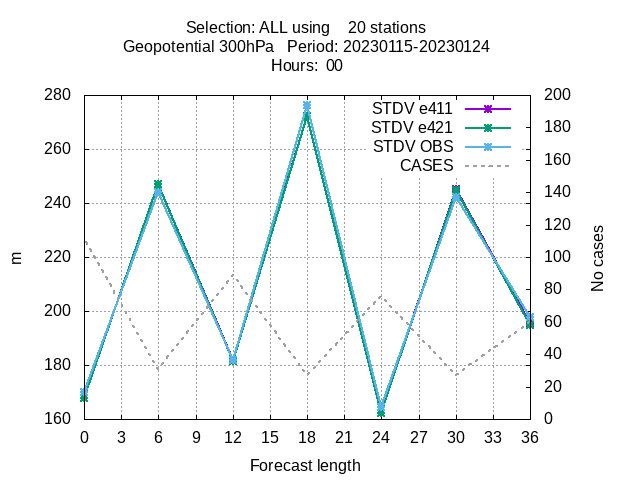 Selection: ALL using    20 stations
Geopotential 300hPa   Period: 20230115-20230124
Hours:  00
280 200
STDV e411
STDV e421 180
STDV OBS
260 160
CASES
240 140
120
220 100
m No cases
80
200
60
180 40
20
160 0
0 3 6 9 12 15 18 21 24 27 30 33 36
Forecast length